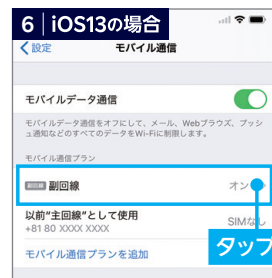 6 iOS13の場合
設定 モバイル通信
モバイルデータ通信
モバイルデータ通信をオフにして、メール、Webブラウズ、プッシ
ュ通知などのすべてのデータをWi-Fiに制限します。
モバイル通信プラン
副回線 副回線 オン
以前“主回線”として使用 SIMなし
+81 80 XXXX XXXX
タップ
モバイル通信プランを追加